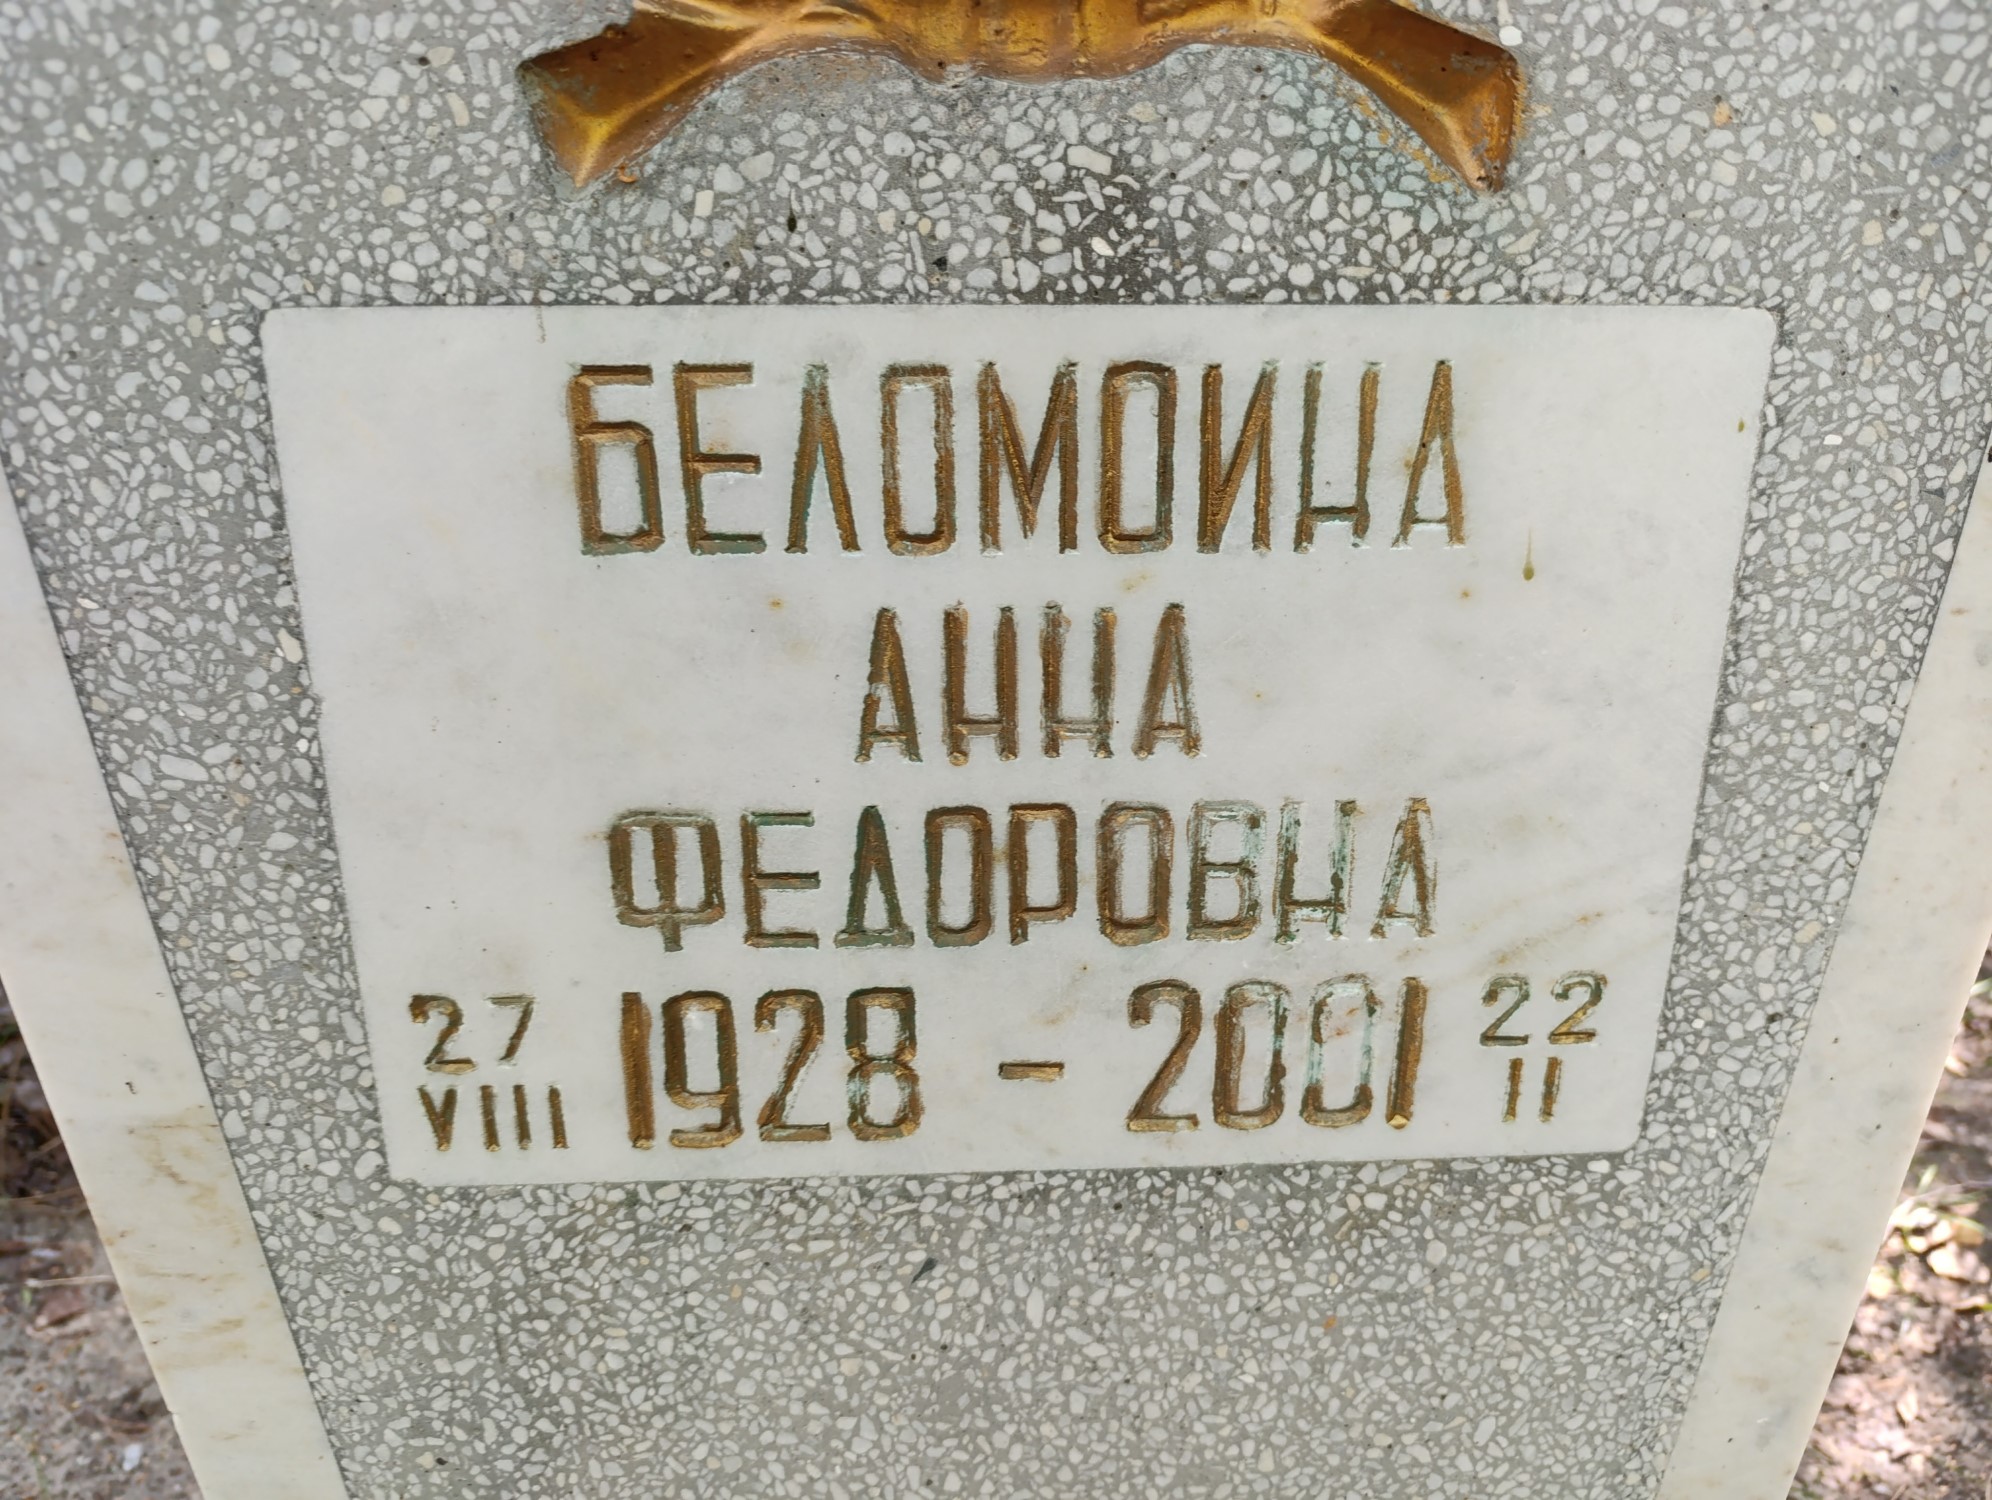 БЕЛОМОИНА
АННА
ФЕДОРОВНА
27 VIII 1928 - 2001 22 II